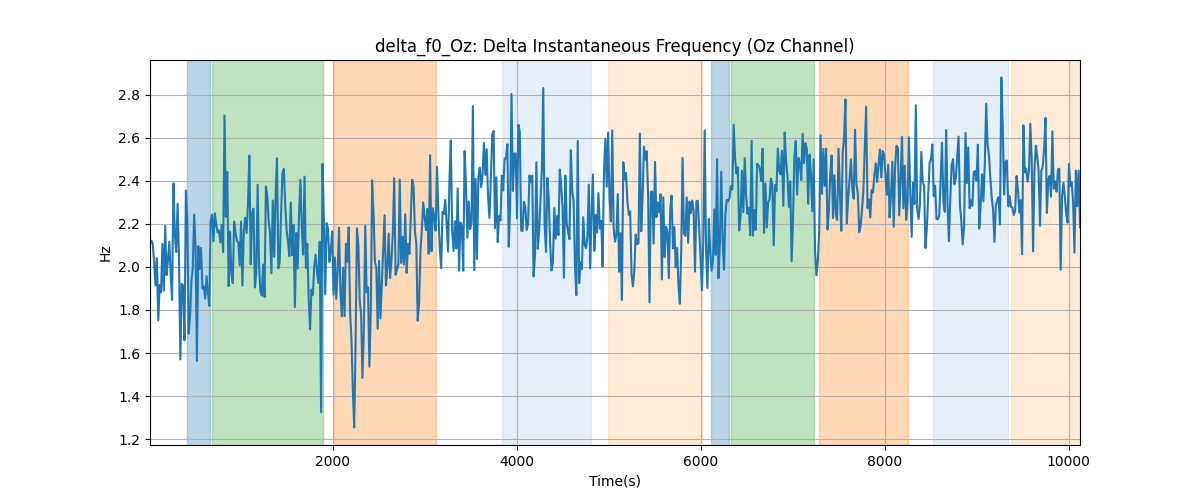 delta_f0_Oz: Delta Instantaneous Frequency (Oz Channel)
2.8
2.6
2.4
2.2
2.0
1.8
1.6
1.4
1.2
Hz
2000 4000 6000 8000 10000
Time(s)